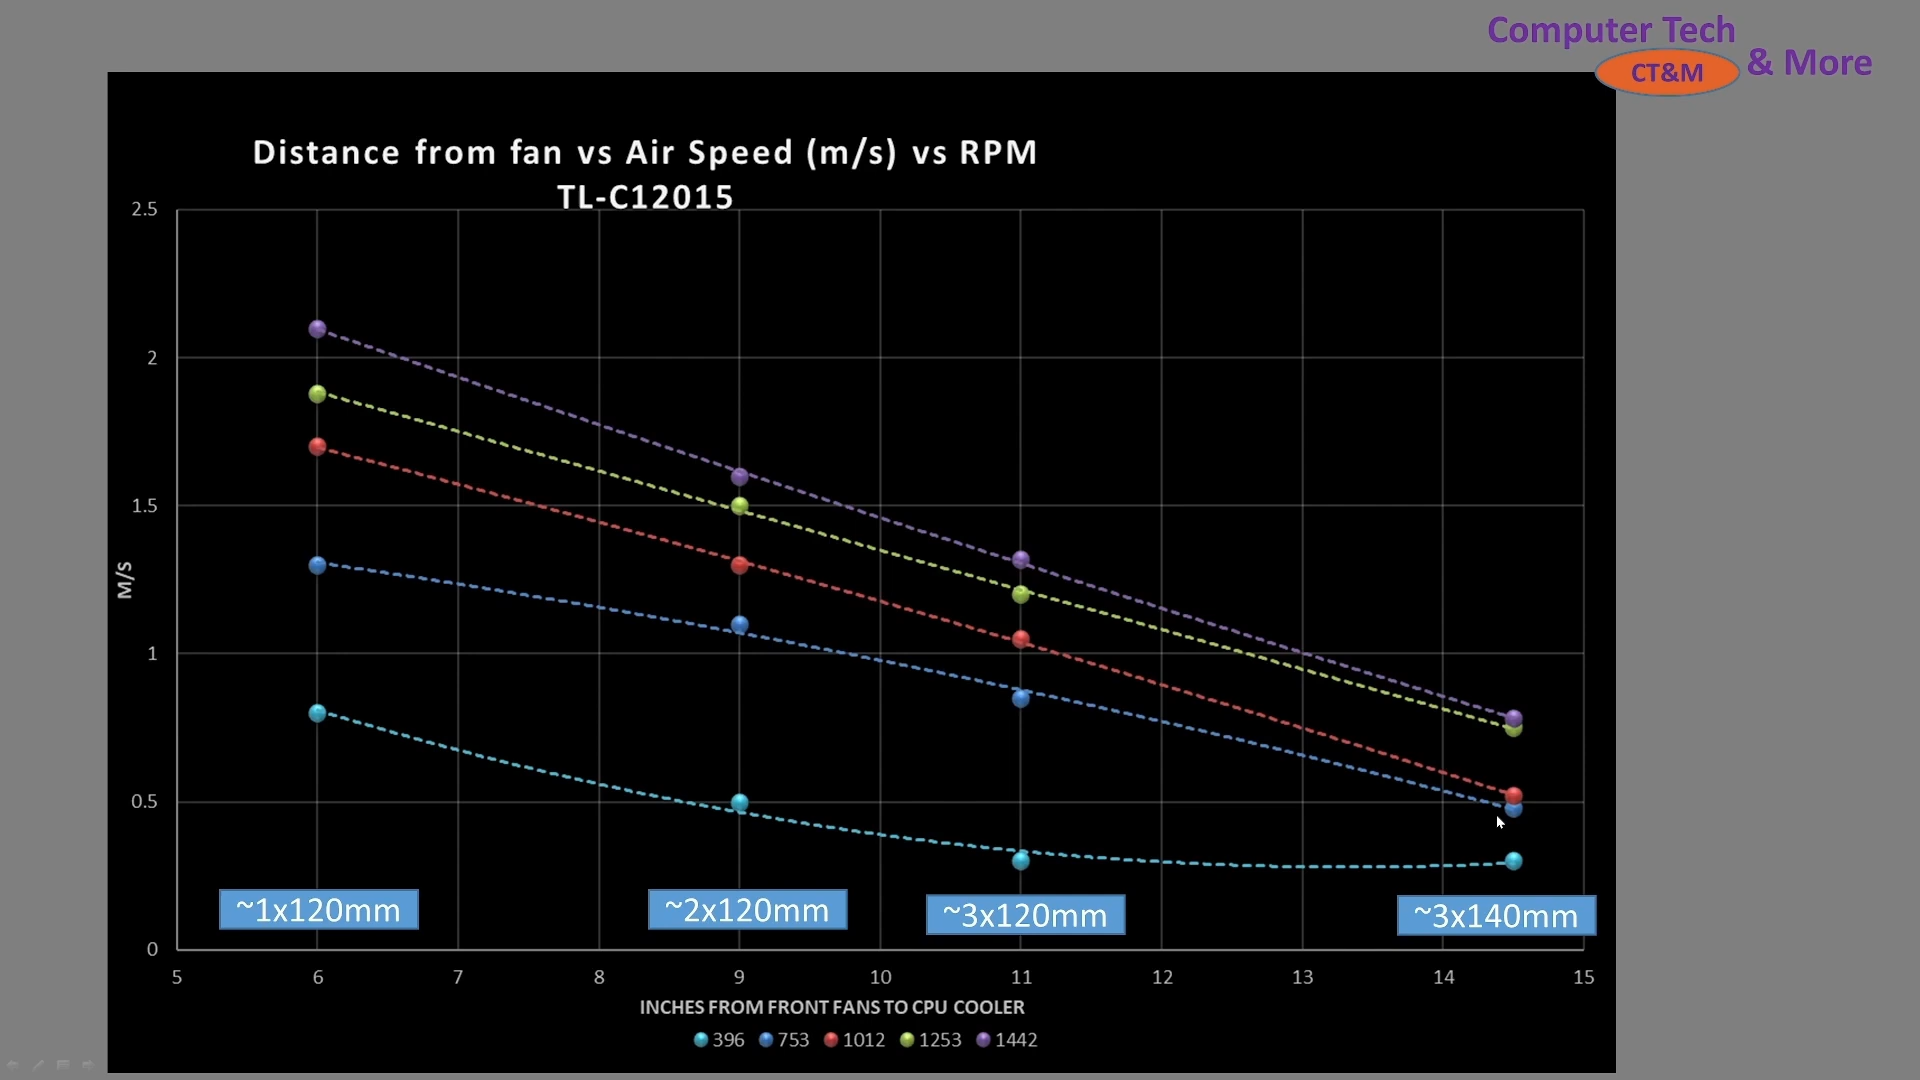 Computer Tech
CT&M
& More
Distance from fan vs Air Speed (m/s) vs RPM
TL-C12015
2.5
2
1.5
1
0.5
0
M/s
~1x120mm
~2x120mm
~3x120mm
~3x140mm
5 6 7 8 9 10 11 12 13 14 15
INCHES FROM FRONT FANS TO CPU COOLER
396 753 1012 1253 1442